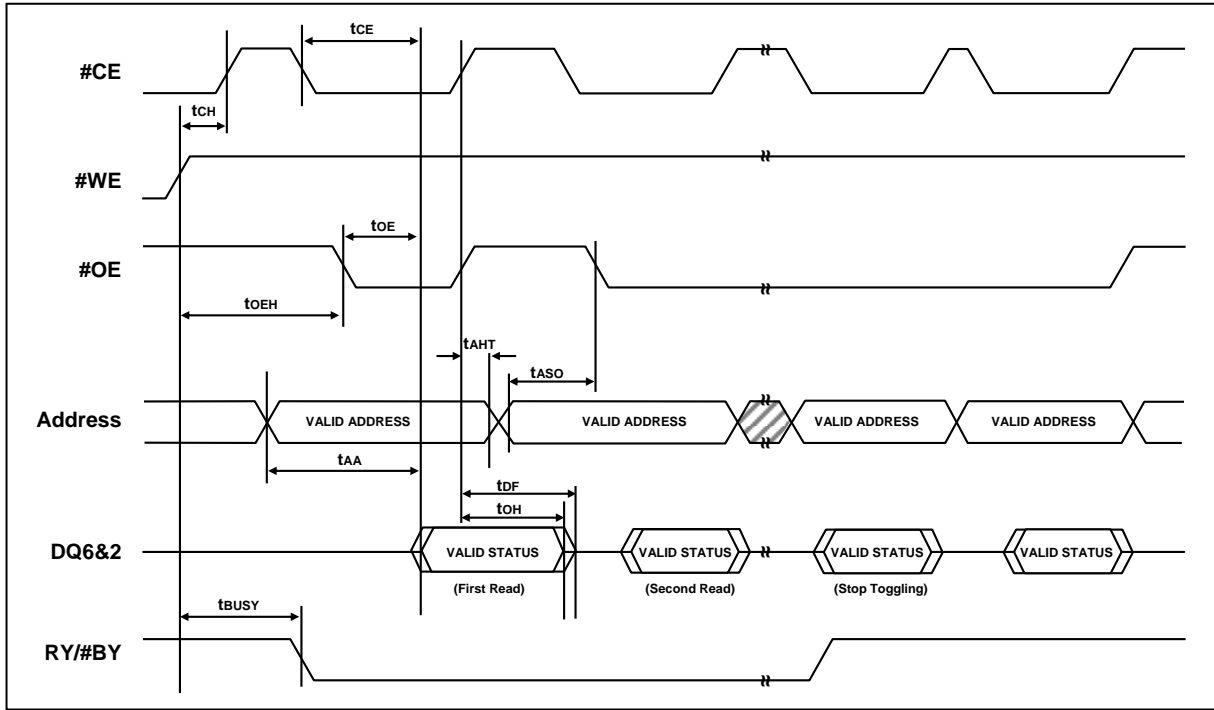 tCE
#CE
tCH
#WE
tOE
#OE
tOEH
tAHT
tASO
Address
VALID ADDRESS VALID ADDRESS VALID ADDRESS VALID ADDRESS
tAA
tDF
tOH
DQ6&2
VALID STATUS VALID STATUS VALID STATUS VALID STATUS
(First Read) (Second Read) (Stop Toggling)
tBUSY
RY/#BY